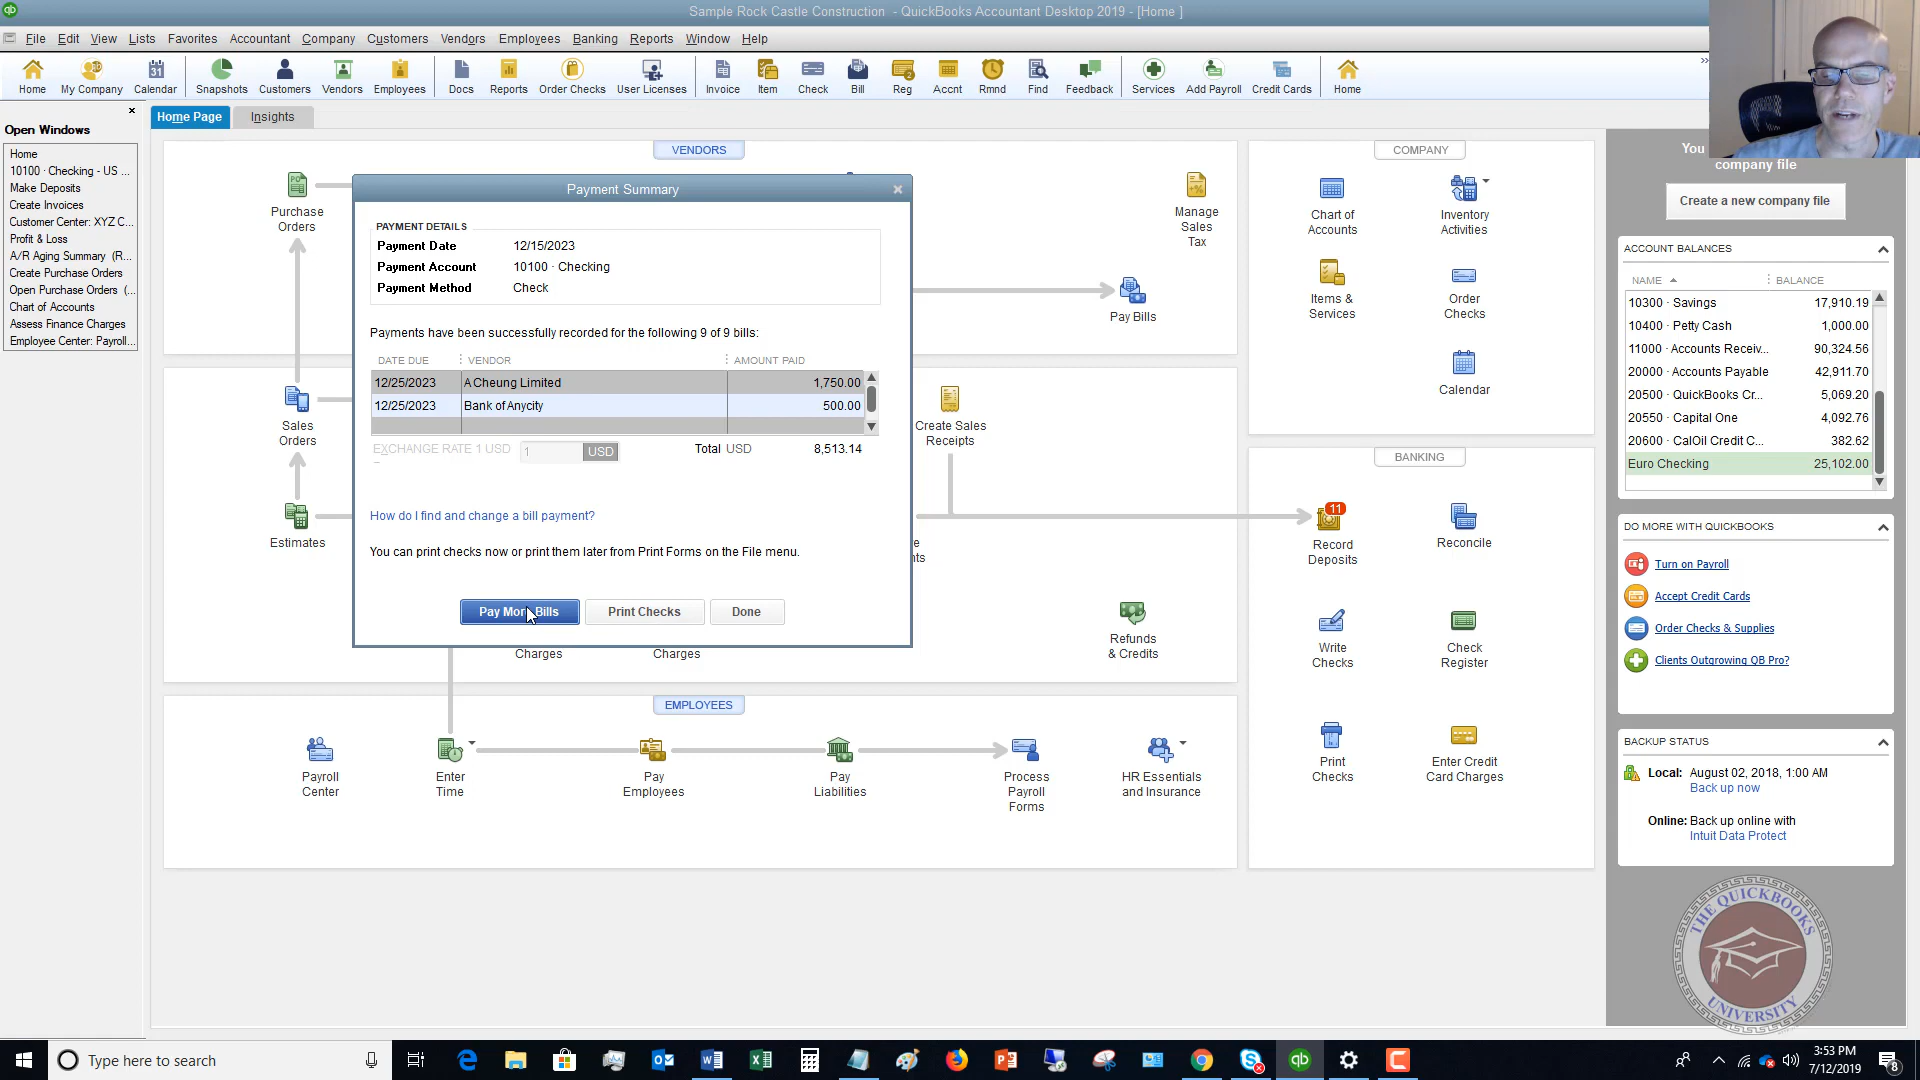 Sample Rock Castle Construction - QuickBooks Accountant Desktop 2019 - [Home ]
File Edit View Lists Favorites Accountant Company Customers Vendors Employees Banking Reports Window Help
Home My Company Calendar Snapshots Customers Vendors Employees Docs Reports Order Checks User Licenses Invoice Item Check Bill Reg Accnt Rmnd Find Feedback Services Add Payroll Credit Cards Home
31
Open Windows
Home
10100 · Checking - US ...
Make Deposits
Create Invoices
Customer Center: XYZ C...
Profit & Loss
A/R Aging Summary (R...
Create Purchase Orders
Open Purchase Orders (...
Chart of Accounts
Assess Finance Charges
Employee Center: Payroll...
Home Page Insights
VENDORS
Purchase
Orders
Pay Bills
Manage
Sales
Tax
Sales
Orders
Estimates
Create Sales
Receipts
Refunds
& Credits
Charges Charges
Payment Summary
PAYMENT DETAILS
Payment Date 12/15/2023
Payment Account 10100 · Checking
Payment Method Check
Payments have been successfully recorded for the following 9 of 9 bills:
DATE DUE VENDOR AMOUNT PAID
12/25/2023 A Cheung Limited 1,750.00
12/25/2023 Bank of Anycity 500.00
EXCHANGE RATE 1 USD 1 USD Total USD 8,513.14
How do I find and change a bill payment?
You can print checks now or print them later from Print Forms on the File menu.
Pay More Bills Print Checks Done
EMPLOYEES
Payroll
Center
Enter
Time
Pay
Employees
Pay
Liabilities
Process
Payroll
Forms
HR Essentials
and Insurance
COMPANY
Chart of
Accounts
Inventory
Activities
Items &
Services
Order
Checks
Calendar
BANKING
11
Record
Deposits
Reconcile
Write
Checks
Check
Register
Print
Checks
Enter Credit
Card Charges
You
company file
Create a new company file
ACCOUNT BALANCES
NAME BALANCE
10300 · Savings 17,910.19
10400 · Petty Cash 1,000.00
11000 · Accounts Receiv... 90,324.56
20000 · Accounts Payable 42,911.70
20500 · QuickBooks Cr... 5,069.20
20550 · Capital One 4,092.76
20600 · CalOil Credit C... 382.62
Euro Checking 25,102.00
DO MORE WITH QUICKBOOKS
Turn on Payroll
Accept Credit Cards
Order Checks & Supplies
Clients Outgrowing QB Pro?
BACKUP STATUS
Local: August 02, 2018, 1:00 AM
Back up now
Online: Back up online with
Intuit Data Protect
THE QUICKBOOKS
UNIVERSITY
Type here to search
3:53 PM
7/12/2019
8